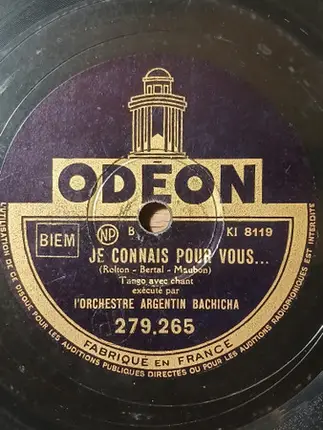 ODÉON
BIEM
NP
B
KI 8119
JE CONNAIS POUR VOUS...
(Rolton - Bertal - Maubon)
Tango avec chant
exécuté par
l'ORCHESTRE ARGENTIN BACHICHA
279.265
FABRIQUÉ EN FRANCE
L'UTILISATION DE CE DISQUE POUR LES AUDITIONS PUBLIQUES DIRECTES OU POUR LES AUDITIONS RADIOPHONIQUES EST INTERDITE